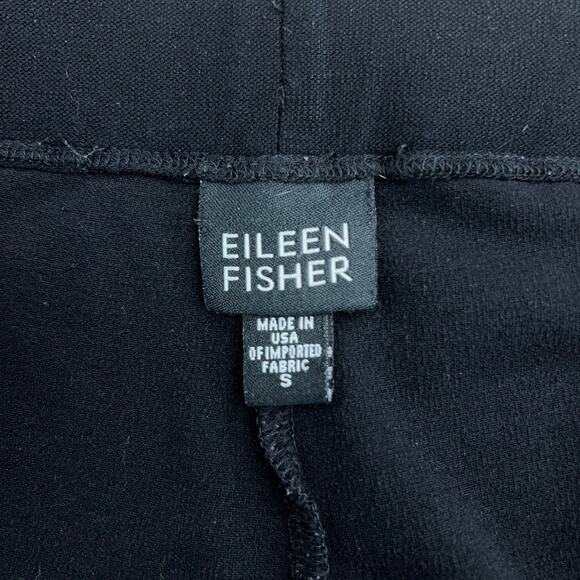 EILEEN
FISHER
MADE IN
USA
OF IMPORTED
FABRIC
S